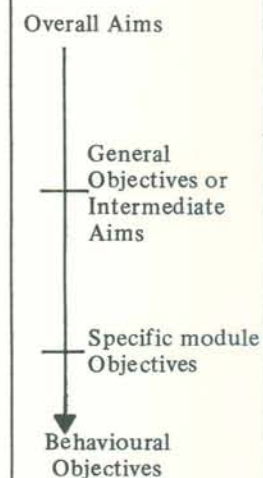 Overall Aims
General
Objectives or
Intermediate
Aims
Specific module
Objectives
Behavioural
Objectives